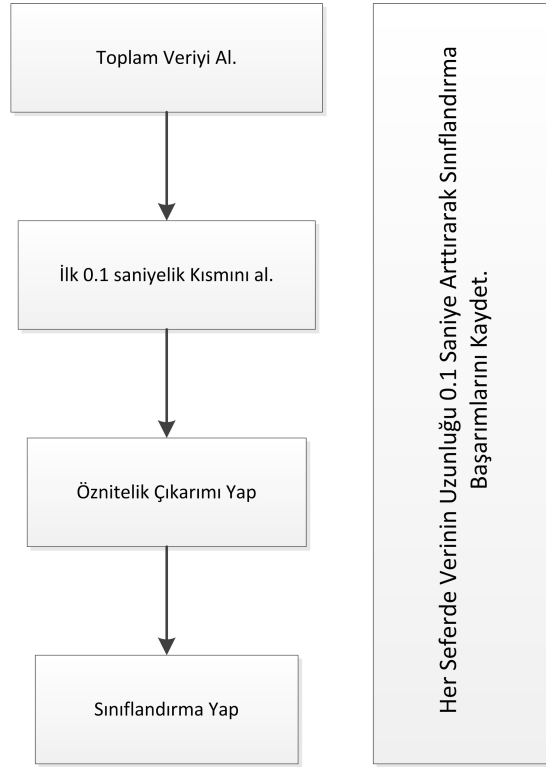 Toplam Veriyi Al.
İlk 0.1 saniyelik Kısmını al.
Öznitelik Çıkarımı Yap
Sınıflandırma Yap
Her Seferde Verinin Uzunluğu 0.1 Saniye Arttırarak Sınıflandırma
Başarımlarını Kaydet.